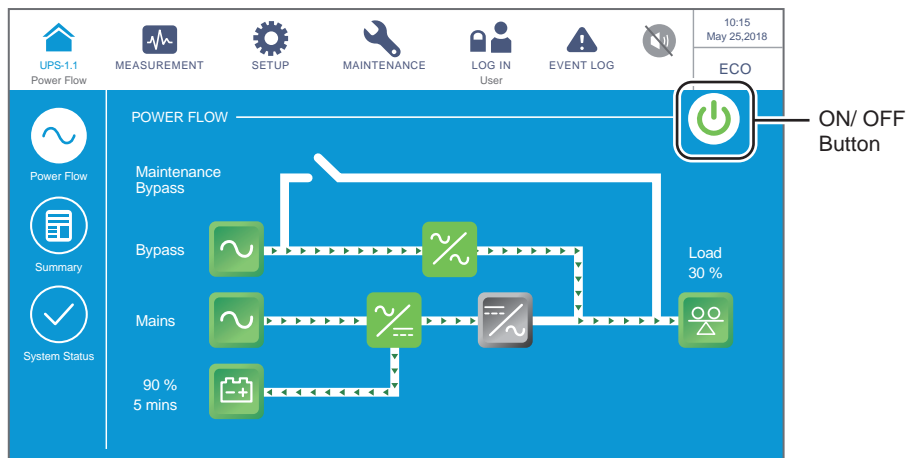 10:15
May 25,2018
UPS-1.1
MEASUREMENT
SETUP
MAINTENANCE
LOG IN
EVENT LOG
ECO
Power Flow
User
POWER FLOW
ON/ OFF
Button
Power Flow
Maintenance
Bypass
Bypass
Load
30 %
Summary
Mains
System Status
90 %
5 mins